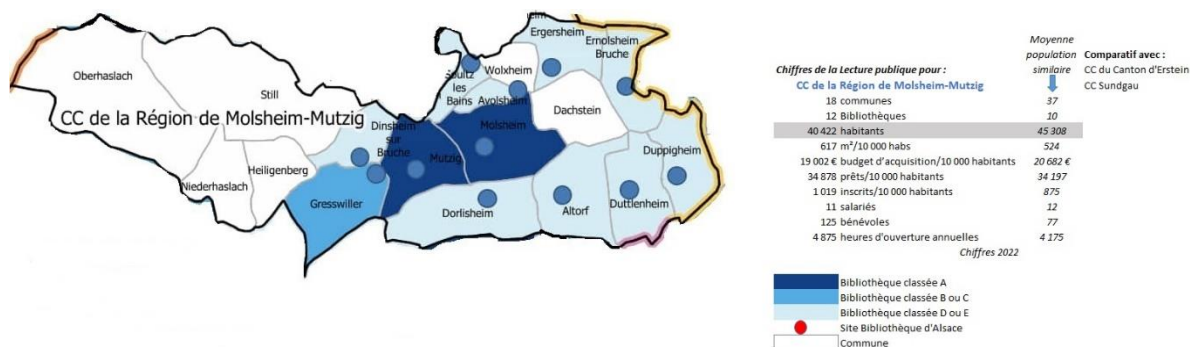 Oberhaslach
Still
CC de la Région de Molsheim-Mutzig
Niederhaslach
Heiligenberg
Gresswiller
Dinsheim
sur
Bruche
Mutzig
Molsheim
Soultz
les
Bains
Wolxheim
Avolsheim
Ergersheim
Ernolsheim
Bruche
Dachstein
Duppigheim
Duttlenheim
Altorf
Dorlisheim
Moyenne
population
similaire
Comparatif avec :
CC du Canton d'Erstein
CC Sundgau
Chiffres de la Lecture publique pour :
CC de la Région de Molsheim-Mutzig
18 communes 37
12 Bibliothèques 10
40 422 habitants 45 308
617 m²/10 000 habs 524
19 002 € budget d'acquisition/10 000 habitants 20 682 €
34 878 prêts/10 000 habitants 34 197
1 019 inscrits/10 000 habitants 875
11 salariés 12
125 bénévoles 77
4 875 heures d'ouverture annuelles 4 175
Chiffres 2022
Bibliothèque classée A
Bibliothèque classée B ou C
Bibliothèque classée D ou E
Site Bibliothèque d'Alsace
Commune